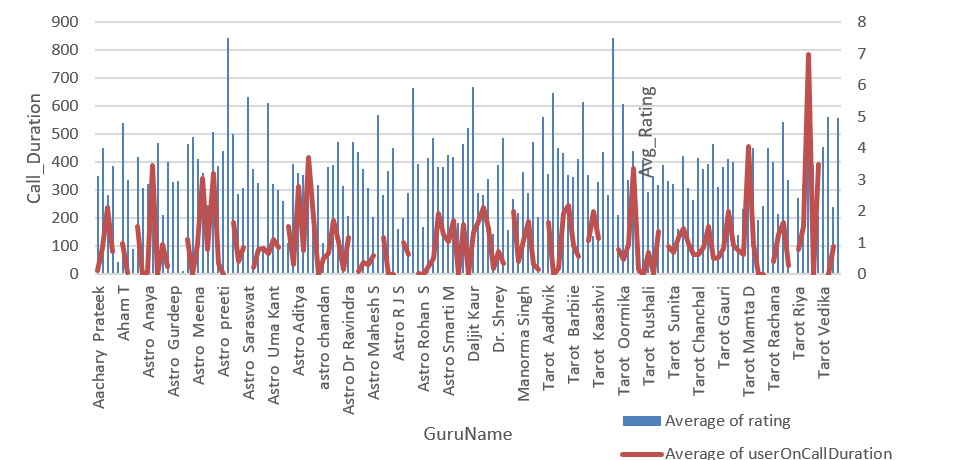 900
800
700
600
500
400
300
200
100
0
8
7
6
5
4
3
2
1
0
Call_Duration
Avg_Rating
Aachary Prateek
Aham T
Astro Anaya
Astro Gurdeep
Astro Meena
Astro preeti
Astro Saraswat
Astro Uma Kant
Astro Aditya
astro chandan
Astro Dr Ravindra
Astro Mahesh S
Astro R J S
Astro Rohan S
Astro Smarti M
Daljit Kaur
Dr. Shrey
Manorma Singh
Tarot Aadhvik
Tarot Barbiie
Tarot Kaashvi
Tarot Oormika
Tarot Rushali
Tarot Sunita
Tarot Chanchal
Tarot Gauri
Tarot Mamta D
Tarot Rachana
Tarot Riya
Tarot Vedika
GuruName
Average of rating
Average of userOnCallDuration